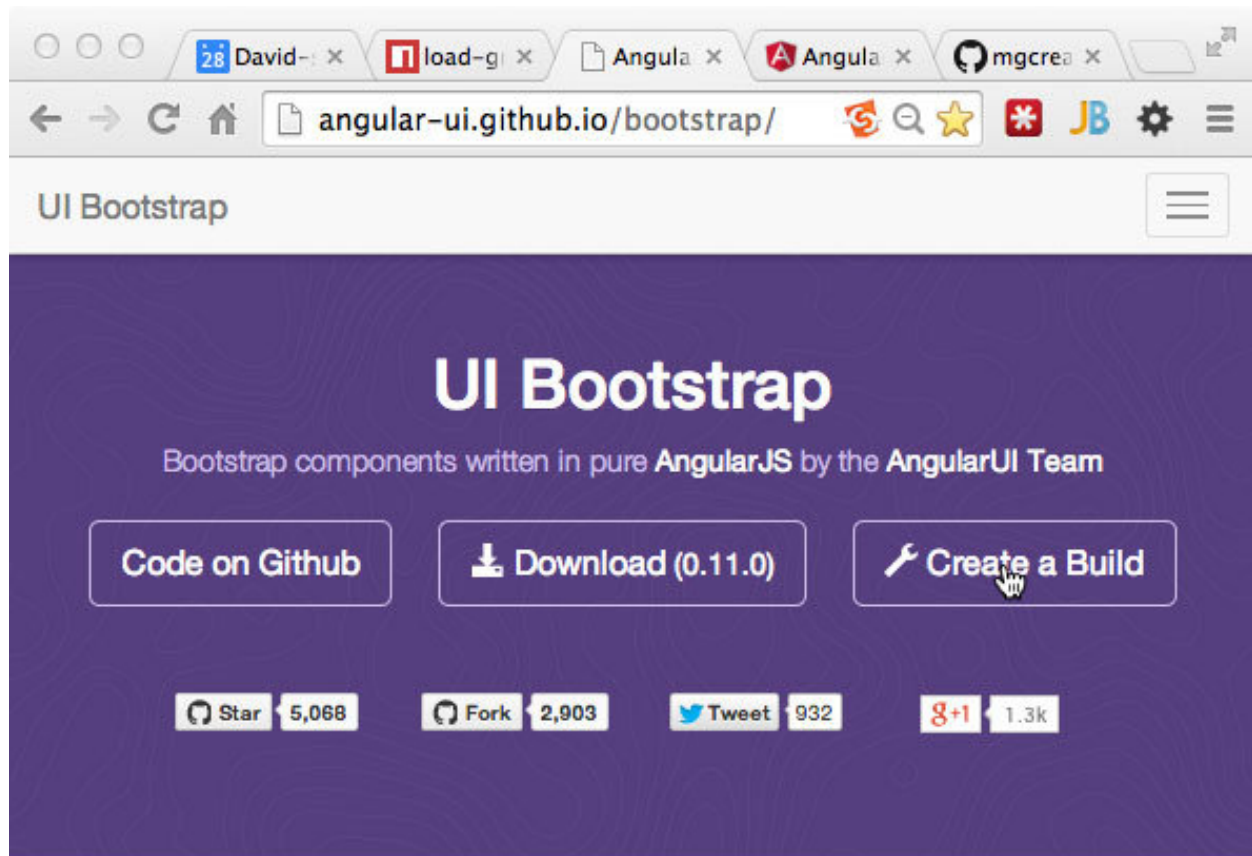 28 David- load-g Angula Angula mgcrea
angular-ui.github.io/bootstrap/ JB
UI Bootstrap
UI Bootstrap
Bootstrap components written in pure AngularJS by the AngularUI Team
Code on Github Download (0.11.0) Create a Build
Star 5,068 Fork 2,903 Tweet 932 g+1 1.3k